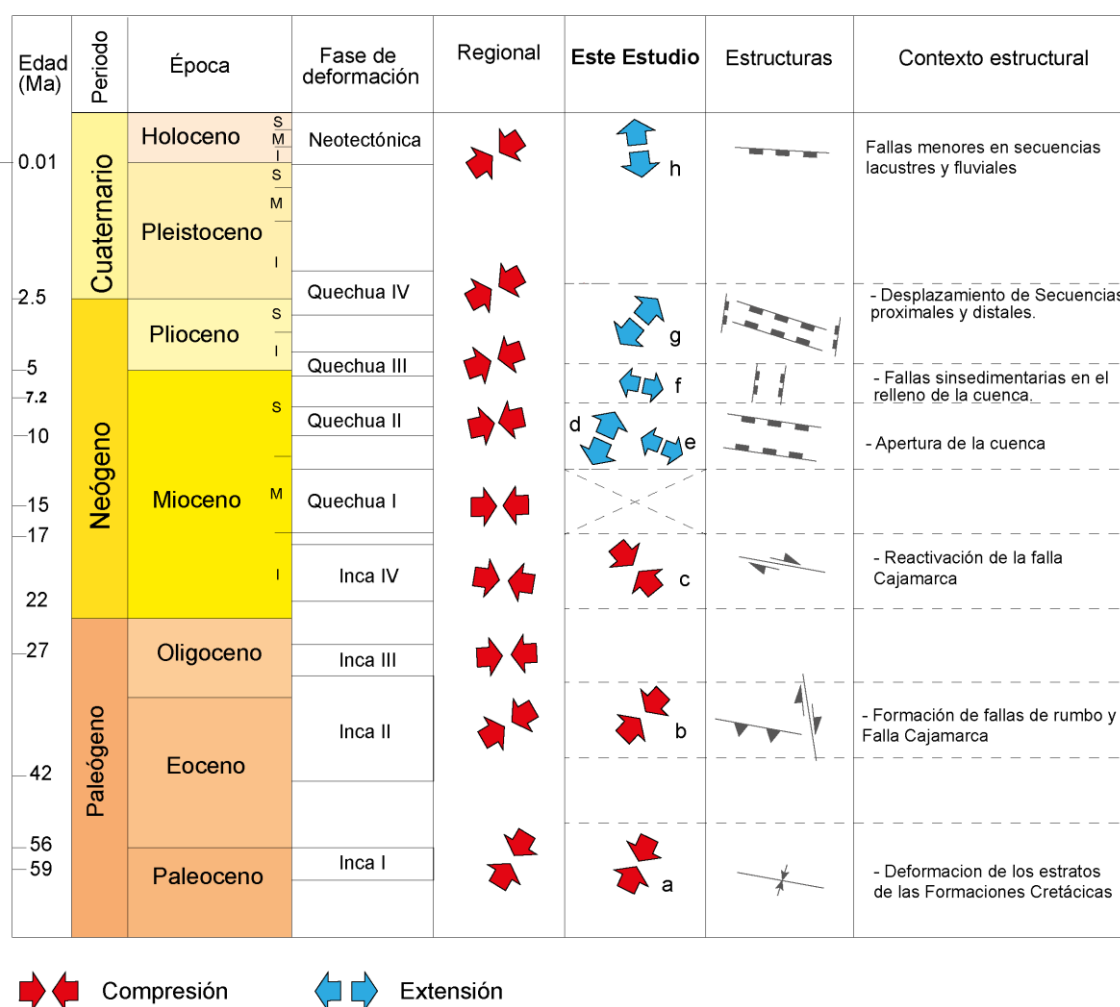 Edad
(Ma)
Periodo
Época
Fase de
deformación
Regional
Este Estudio
Estructuras
Contexto estructural
Cuaternario
Holoceno
S
M
I
Neotectónica
h
Fallas menores en secuencias
lacustres y fluviales
0.01
Pleistoceno
S
M
I
2.5
Quechua IV
Neógeno
Plioceno
S
I
g
- Desplazamiento de Secuencias
proximales y distales.
5
Quechua III
7.2
f
- Fallas sinsedimentarias en el
relleno de la cuenca.
Mioceno
S
M
I
10
Quechua II
d
e
- Apertura de la cuenca
15
Quechua I
17
Inca IV
c
- Reactivación de la falla
Cajamarca
22
Paleógeno
Oligoceno
27
Inca III
Eoceno
Inca II
b
- Formación de fallas de rumbo y
Falla Cajamarca
42
56
59
Paleoceno
Inca I
a
- Deformacion de los estratos
de las Formaciones Cretácicas
Compresión
Extensión